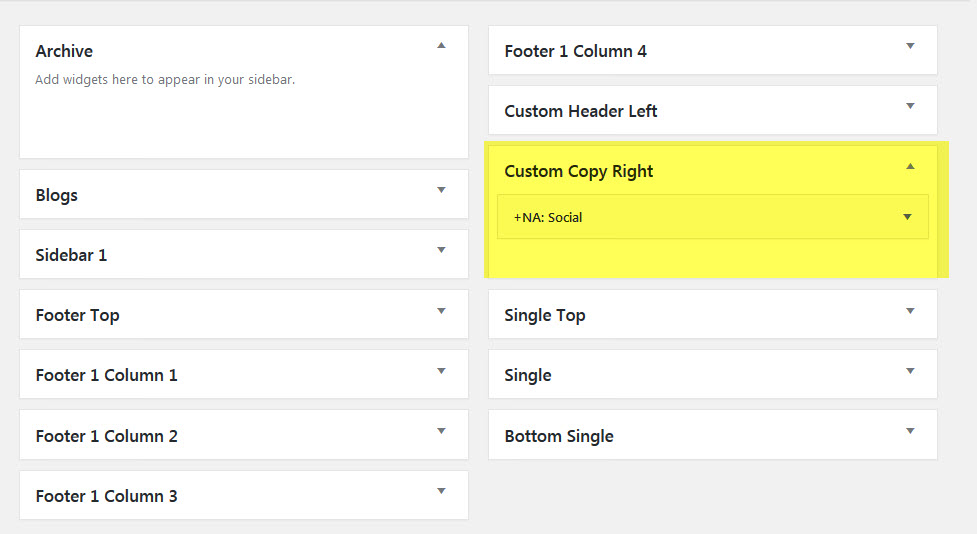 Archive
Add widgets here to appear in your sidebar.
Blogs
Sidebar 1
Footer Top
Footer 1 Column 1
Footer 1 Column 2
Footer 1 Column 3
Footer 1 Column 4
Custom Header Left
Custom Copy Right
+NA: Social
Single Top
Single
Bottom Single